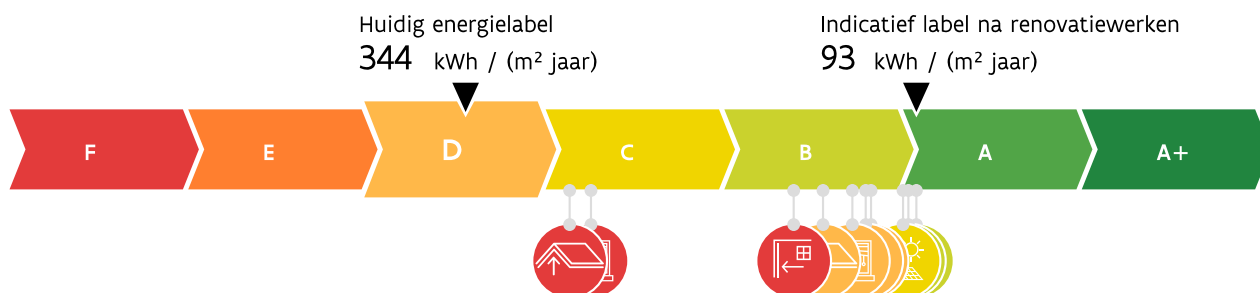 Huidig energielabel
344 kWh / (m² jaar)
Indicatief label na renovatiewerken
93 kWh / (m² jaar)
F E D C B A A+